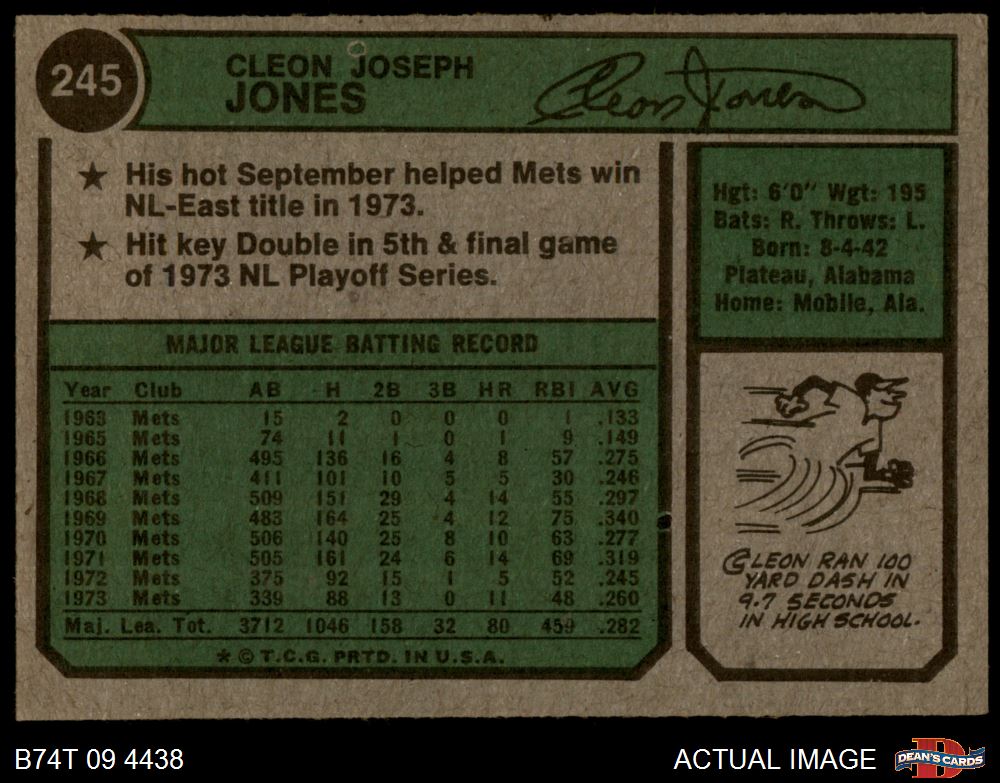 245
CLEON JOSEPH
JONES
Cleon Jones
★ His hot September helped Mets win
NL-East title in 1973.
★ Hit key Double in 5th & final game
of 1973 NL Playoff Series.
Hgt: 6'0" Wgt: 195
Bats: R. Throws: L.
Born: 8-4-42
Plateau, Alabama
Home: Mobile, Ala.
MAJOR LEAGUE BATTING RECORD
Year Club AB H 2B 3B HR RBI AVG
1963 Mets 15 2 0 0 0 1 .133
1965 Mets 74 11 1 0 1 9 .149
1966 Mets 495 136 16 4 8 57 .275
1967 Mets 411 101 10 5 5 30 .246
1968 Mets 509 151 29 4 14 55 .297
1969 Mets 483 164 25 4 12 75 .340
1970 Mets 506 140 25 8 10 63 .277
1971 Mets 505 161 24 6 14 69 .319
1972 Mets 375 92 15 1 5 52 .245
1973 Mets 339 88 13 0 11 48 .260
Maj. Lea. Tot. 3712 1046 158 32 80 459 .282
* © T.C.G. PRTD. IN U.S.A.
CLEON RAN 100
YARD DASH IN
9.7 SECONDS
IN HIGH SCHOOL.
B74T 09 4438
ACTUAL IMAGE
D
DEAN'S CARDS